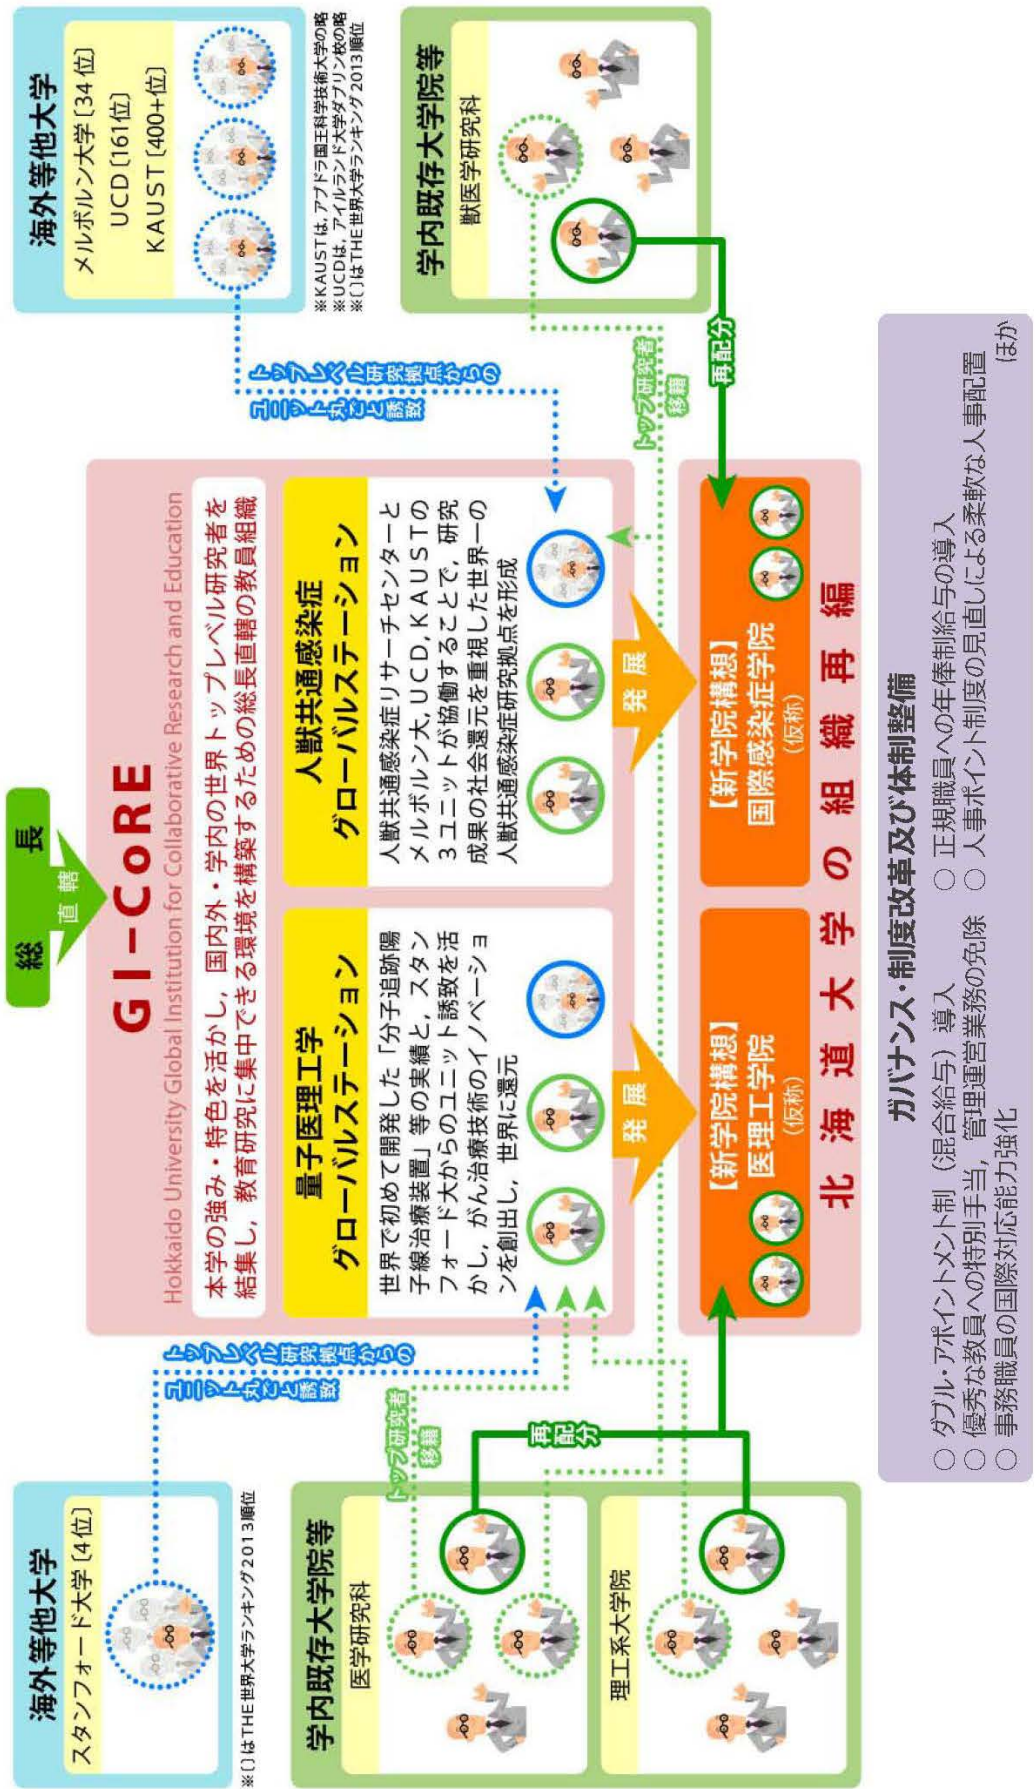 総長
直轄
GI-CoRE
Hokkaido University Global Institution for Collaborative Research and Education
本学の強み・特色を活かし，国内外・学内の世界トップレベル研究者を
結集し，教育研究に集中できる環境を構築するための総長直轄の教員組織
海外等他大学
スタンフォード大学〔4位〕
※〔〕はTHE世界大学ランキング2013順位
トップレベル研究拠点からの
ユニット丸ごと誘致
学内既存大学院等
医学研究科
理工系大学院
トップ研究者
移籍
再配分
量子医理工学
グローバルステーション
世界で初めて開発した「分子追跡陽
子線治療装置」等の実績と，スタン
フォード大からのユニット誘致を活
かし，がん治療技術のイノベーショ
ンを創出し，世界に還元
発展
【新学院構想】
医理工学院
（仮称）
人獣共通感染症
グローバルステーション
人獣共通感染症リサーチセンターと
メルボルン大，UCD，KAUSTの
3ユニットが協働することで，研究
成果の社会還元を重視した世界一の
人獣共通感染症研究拠点を形成
発展
【新学院構想】
国際感染症学院
（仮称）
北海道大学の組織再編
海外等他大学
メルボルン大学〔34位〕
UCD〔161位〕
KAUST〔400+位〕
※KAUSTは，アブドラ国王科学技術大学の略
※UCDは，アイルランド大学ダブリン校の略
※〔〕はTHE世界大学ランキング2013順位
トップレベル研究拠点からの
ユニット丸ごと誘致
学内既存大学院等
獣医学研究科
トップ研究者
移籍
再配分
ガバナンス・制度改革及び体制整備
○ ダブル・アポイントメント制（混合給与）導入 ○ 正規職員への年俸制給与の導入
○ 優秀な教員への特別手当，管理運営業務の免除 ○ 人事ポイント制度の見直しによる柔軟な人事配置
○ 事務職員の国際対応能力強化 ほか